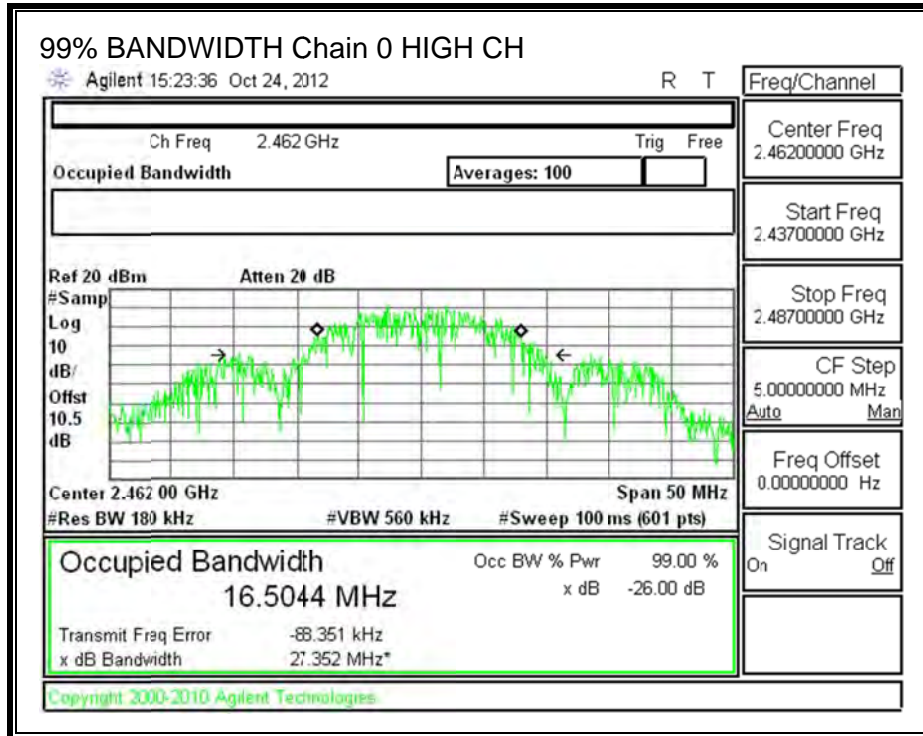 99% BANDWIDTH Chain 0 HIGH CH
Agilent 15:23:36 Oct 24, 2012
R T
Ch Freq 2.462 GHz
Trig Free
Occupied Bandwidth
Averages: 100
Ref 20 dBm
Atten 20 dB
#Samp
Log
10
dB/
Offst
10.5
dB
Center 2.462 00 GHz
Span 50 MHz
#Res BW 180 kHz
#VBW 560 kHz
#Sweep 100 ms (601 pts)
Occupied Bandwidth
16.5044 MHz
Occ BW % Pwr 99.00 %
x dB -26.00 dB
Transmit Freq Error -88.351 kHz
x dB Bandwidth 27.352 MHz*
Copyright 2000-2010 Agilent Technologies
Freq/Channel
Center Freq
2.46200000 GHz
Start Freq
2.43700000 GHz
Stop Freq
2.48700000 GHz
CF Step
5.00000000 MHz
Auto Man
Freq Offset
0.00000000 Hz
Signal Track
On Off